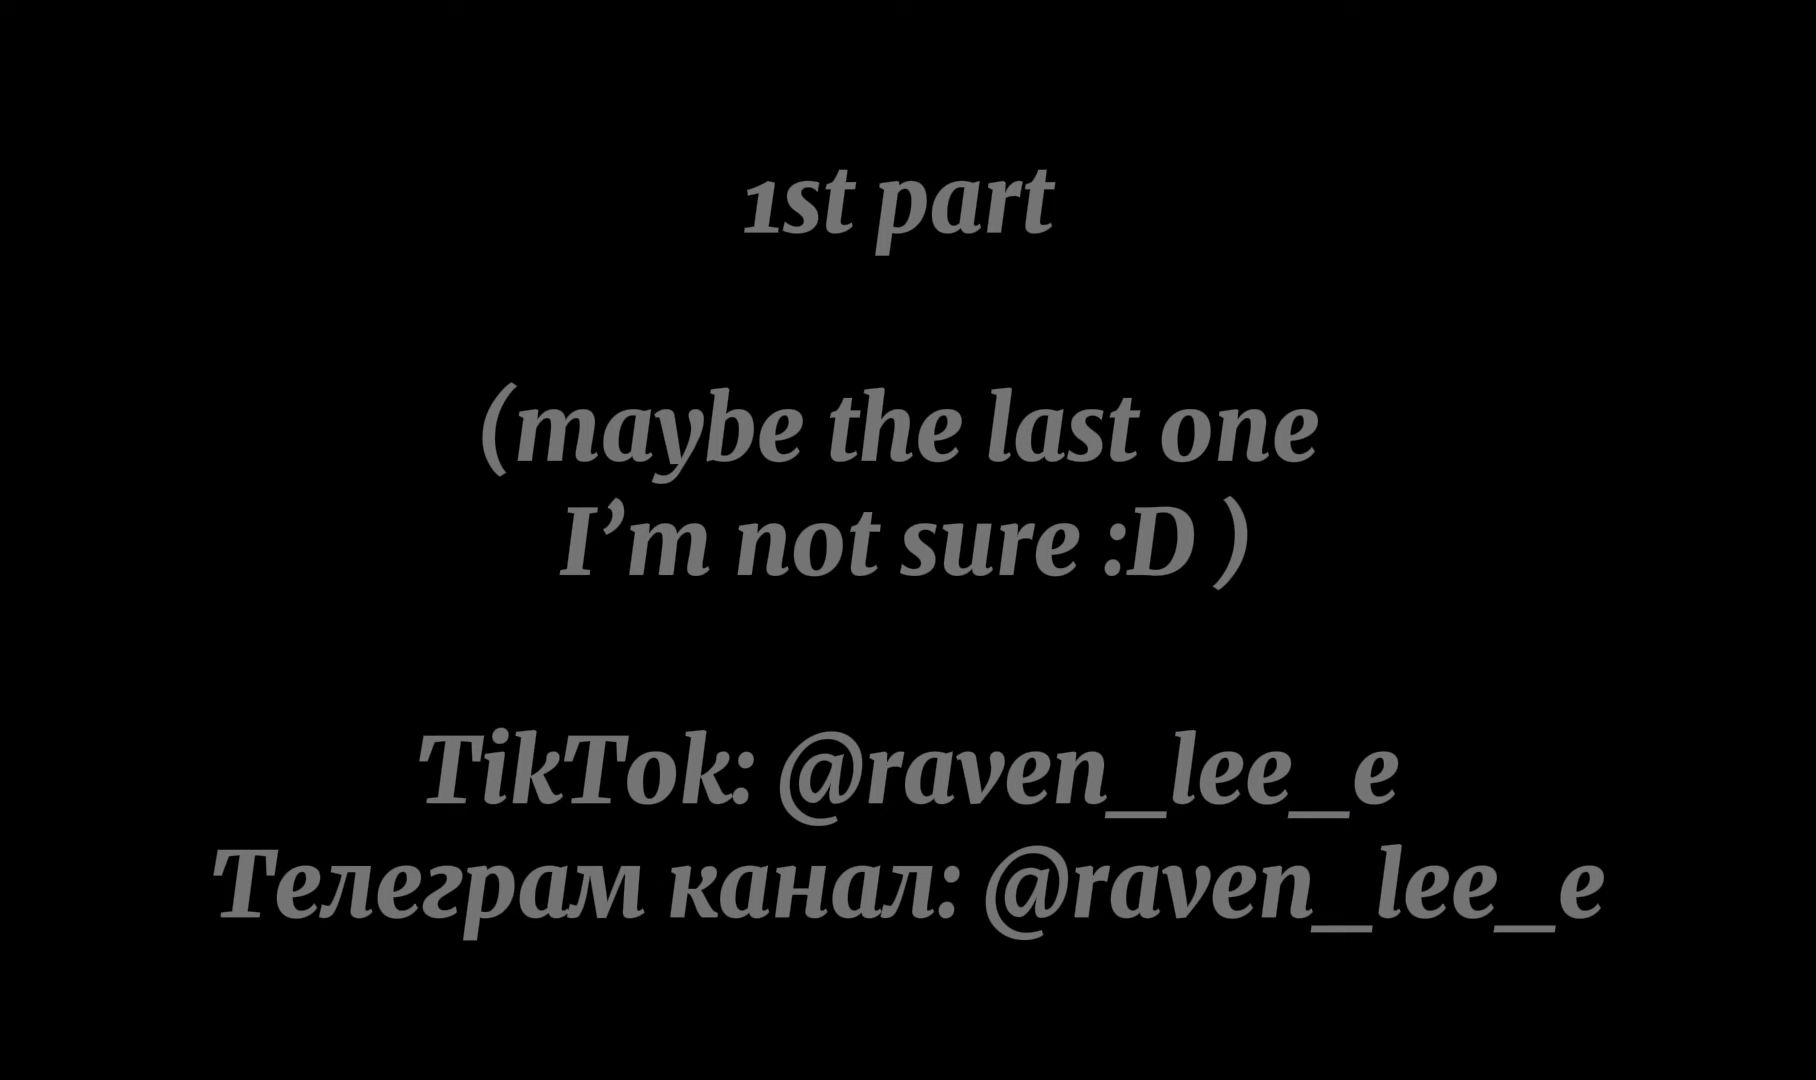 1st part
(maybe the last one
I’m not sure :D )
TikTok: @raven_lee_e
Телеграм канал: @raven_lee_e